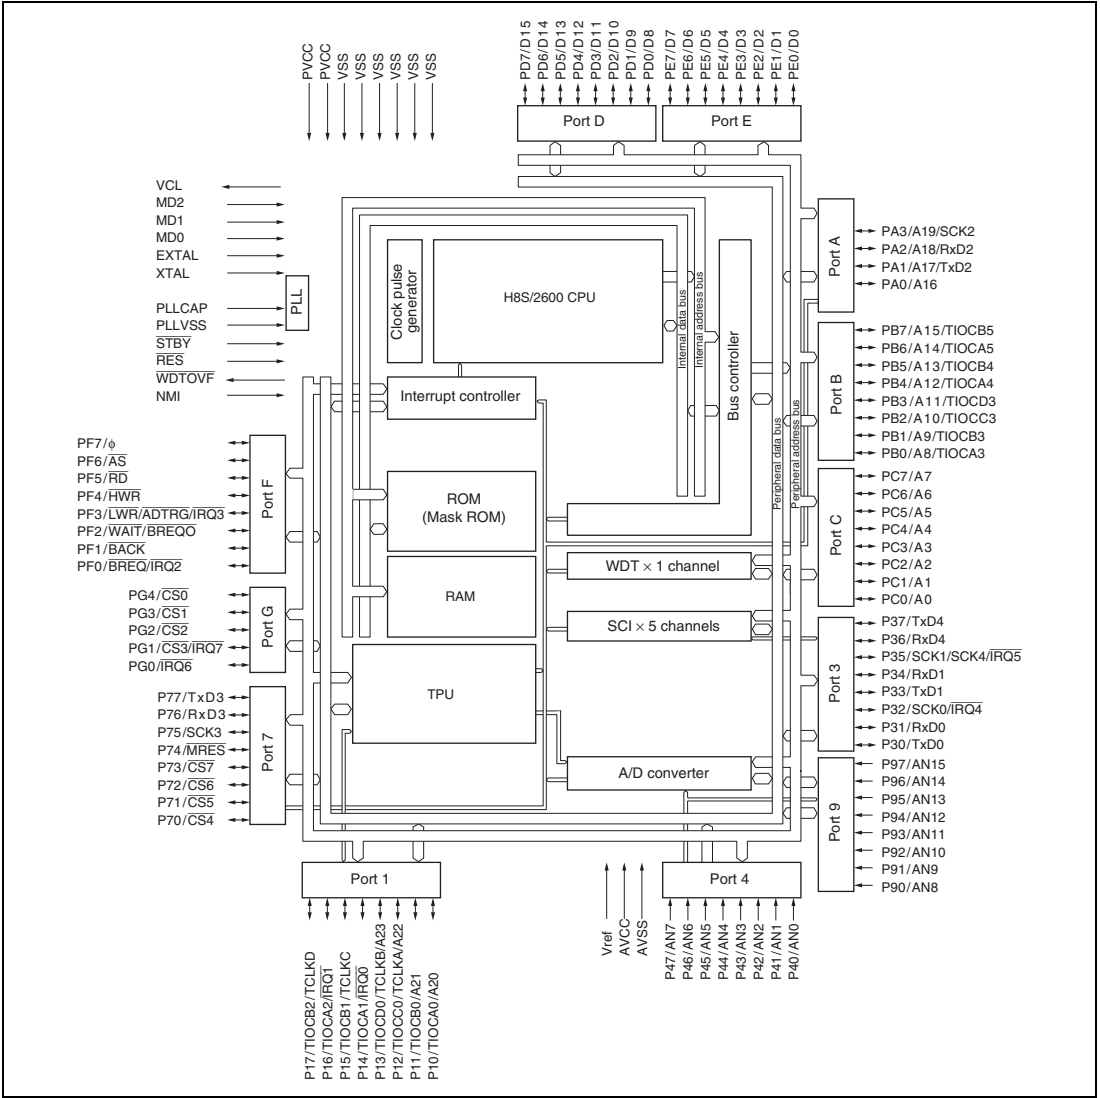 PVCC
PVCC
VSS
VSS
VSS
VSS
VSS
VSS
PD7/D15
PD6/D14
PD5/D13
PD4/D12
PD3/D11
PD2/D10
PD1/D9
PD0/D8
PE7/D7
PE6/D6
PE5/D5
PE4/D4
PE3/D3
PE2/D2
PE1/D1
PE0/D0
Port D
Port E
VCL
MD2
MD1
MD0
EXTAL
XTAL
PLLCAP
PLLVSS
STBY
RES
WDTOVF
NMI
PLL
Clock pulse
generator
H8S/2600 CPU
Internal data bus
Internal address bus
Bus controller
Peripheral data bus
Peripheral address bus
Interrupt controller
ROM
(Mask ROM)
RAM
TPU
WDT × 1 channel
SCI × 5 channels
A/D converter
Port A
PA3/A19/SCK2
PA2/A18/RxD2
PA1/A17/TxD2
PA0/A16
Port B
PB7/A15/TIOCB5
PB6/A14/TIOCA5
PB5/A13/TIOCB4
PB4/A12/TIOCA4
PB3/A11/TIOCD3
PB2/A10/TIOCC3
PB1/A9/TIOCB3
PB0/A8/TIOCA3
Port C
PC7/A7
PC6/A6
PC5/A5
PC4/A4
PC3/A3
PC2/A2
PC1/A1
PC0/A0
Port 3
P37/TxD4
P36/RxD4
P35/SCK1/SCK4/IRQ5
P34/RxD1
P33/TxD1
P32/SCK0/IRQ4
P31/RxD0
P30/TxD0
Port 9
P97/AN15
P96/AN14
P95/AN13
P94/AN12
P93/AN11
P92/AN10
P91/AN9
P90/AN8
PF7/ϕ
PF6/AS
PF5/RD
PF4/HWR
PF3/LWR/ADTRG/IRQ3
PF2/WAIT/BREQO
PF1/BACK
PF0/BREQ/IRQ2
Port F
PG4/CS0
PG3/CS1
PG2/CS2
PG1/CS3/IRQ7
PG0/IRQ6
Port G
P77/TxD3
P76/RxD3
P75/SCK3
P74/MRES
P73/CS7
P72/CS6
P71/CS5
P70/CS4
Port 7
Port 1
Port 4
P17/TIOCB2/TCLKD
P16/TIOCA2/IRQ1
P15/TIOCB1/TCLKC
P14/TIOCA1/IRQ0
P13/TIOCD0/TCLKB/A23
P12/TIOCC0/TCLKA/A22
P11/TIOCB0/A21
P10/TIOCA0/A20
Vref
AVCC
AVSS
P47/AN7
P46/AN6
P45/AN5
P44/AN4
P43/AN3
P42/AN2
P41/AN1
P40/AN0